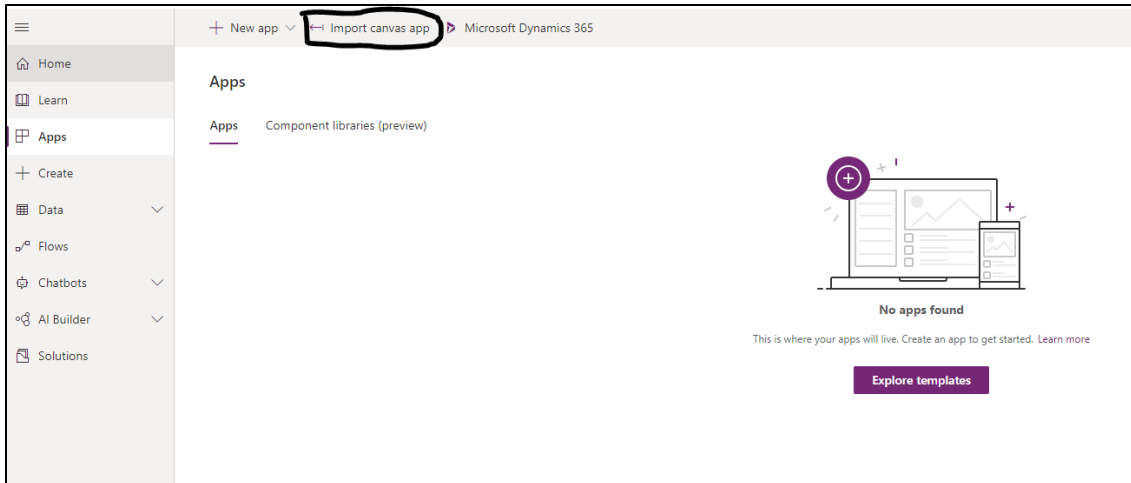 New app
Import canvas app
Microsoft Dynamics 365
Home
Learn
Apps
Create
Data
Flows
Chatbots
AI Builder
Solutions
Apps
Apps
Component libraries (preview)
No apps found
This is where your apps will live. Create an app to get started. Learn more
Explore templates